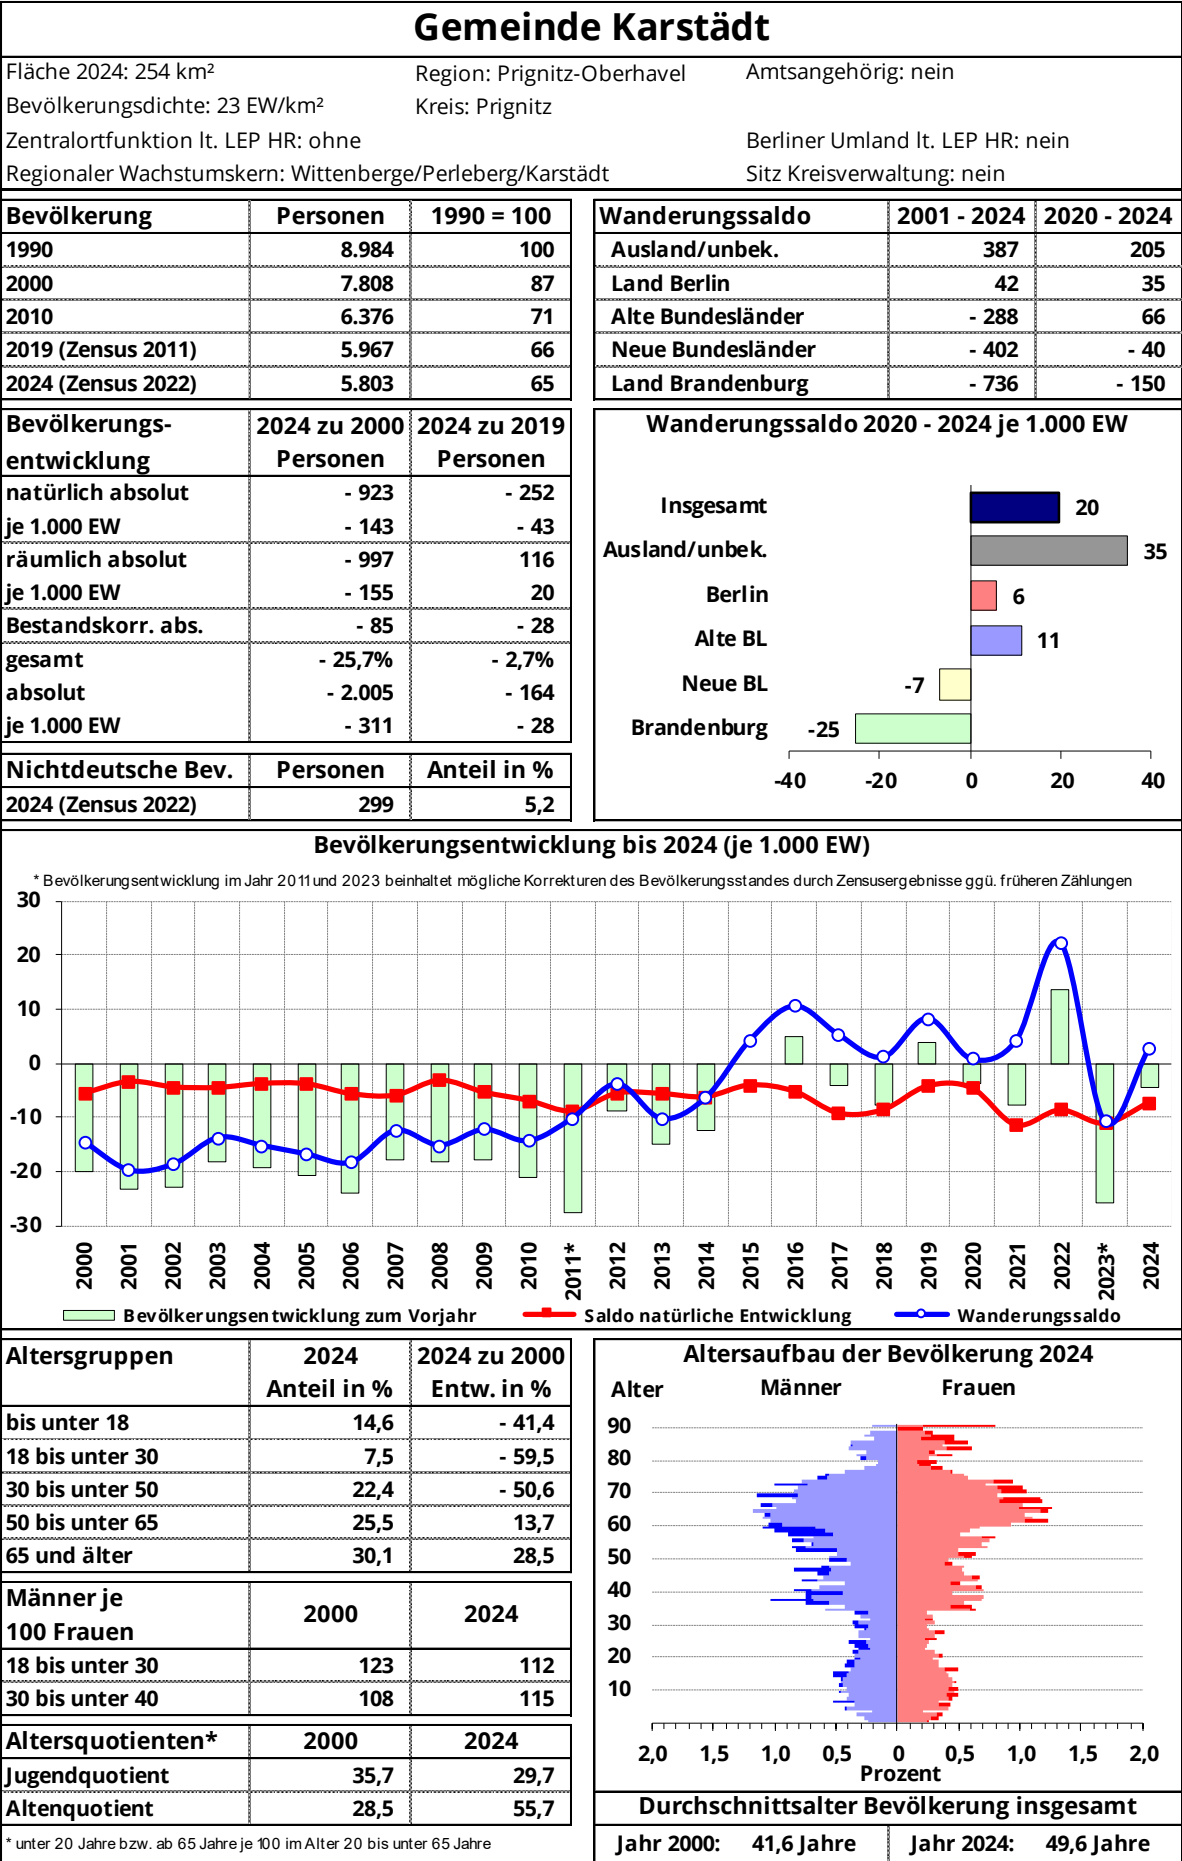 Gemeinde Karstädt
Fläche 2024: 254 km² Region: Prignitz-Oberhavel Amtsangehörig: nein
Bevölkerungsdichte: 23 EW/km² Kreis: Prignitz
Zentralortfunktion lt. LEP HR: ohne Berliner Umland lt. LEP HR: nein
Regionaler Wachstumskern: Wittenberge/Perleberg/Karstädt Sitz Kreisverwaltung: nein
Bevölkerung Personen 1990 = 100
1990 8.984 100
2000 7.808 87
2010 6.376 71
2019 (Zensus 2011) 5.967 66
2024 (Zensus 2022) 5.803 65
Wanderungssaldo 2001 - 2024 2020 - 2024
Ausland/unbek. 387 205
Land Berlin 42 35
Alte Bundesländer - 288 66
Neue Bundesländer - 402 - 40
Land Brandenburg - 736 - 150
Bevölkerungs- 2024 zu 2000 2024 zu 2019
entwicklung Personen Personen
natürlich absolut - 923 - 252
je 1.000 EW - 143 - 43
räumlich absolut - 997 116
je 1.000 EW - 155 20
Bestandskorr. abs. - 85 - 28
gesamt - 25,7% - 2,7%
absolut - 2.005 - 164
je 1.000 EW - 311 - 28
Nichtdeutsche Bev. Personen Anteil in %
2024 (Zensus 2022) 299 5,2
Wanderungssaldo 2020 - 2024 je 1.000 EW
Insgesamt 20
Ausland/unbek. 35
Berlin 6
Alte BL 11
Neue BL -7
Brandenburg -25
-40 -20 0 20 40
Bevölkerungsentwicklung bis 2024 (je 1.000 EW)
* Bevölkerungsentwicklung im Jahr 2011 und 2023 beinhaltet mögliche Korrekturen des Bevölkerungsstandes durch Zensusergebnisse ggü. früheren Zählungen
30
20
10
0
-10
-20
-30
2000 2001 2002 2003 2004 2005 2006 2007 2008 2009 2010 2011* 2012 2013 2014 2015 2016 2017 2018 2019 2020 2021 2022 2023* 2024
Bevölkerungsentwicklung zum Vorjahr Saldo natürliche Entwicklung Wanderungssaldo
Altersgruppen 2024 2024 zu 2000
Anteil in % Entw. in %
bis unter 18 14,6 - 41,4
18 bis unter 30 7,5 - 59,5
30 bis unter 50 22,4 - 50,6
50 bis unter 65 25,5 13,7
65 und älter 30,1 28,5
Männer je
100 Frauen 2000 2024
18 bis unter 30 123 112
30 bis unter 40 108 115
Altersquotienten* 2000 2024
Jugendquotient 35,7 29,7
Altenquotient 28,5 55,7
* unter 20 Jahre bzw. ab 65 Jahre je 100 im Alter 20 bis unter 65 Jahre
Altersaufbau der Bevölkerung 2024
Alter Männer Frauen
90
80
70
60
50
40
30
20
10
2,0 1,5 1,0 0,5 0 0,5 1,0 1,5 2,0
Prozent
Durchschnittsalter Bevölkerung insgesamt
Jahr 2000: 41,6 Jahre Jahr 2024: 49,6 Jahre